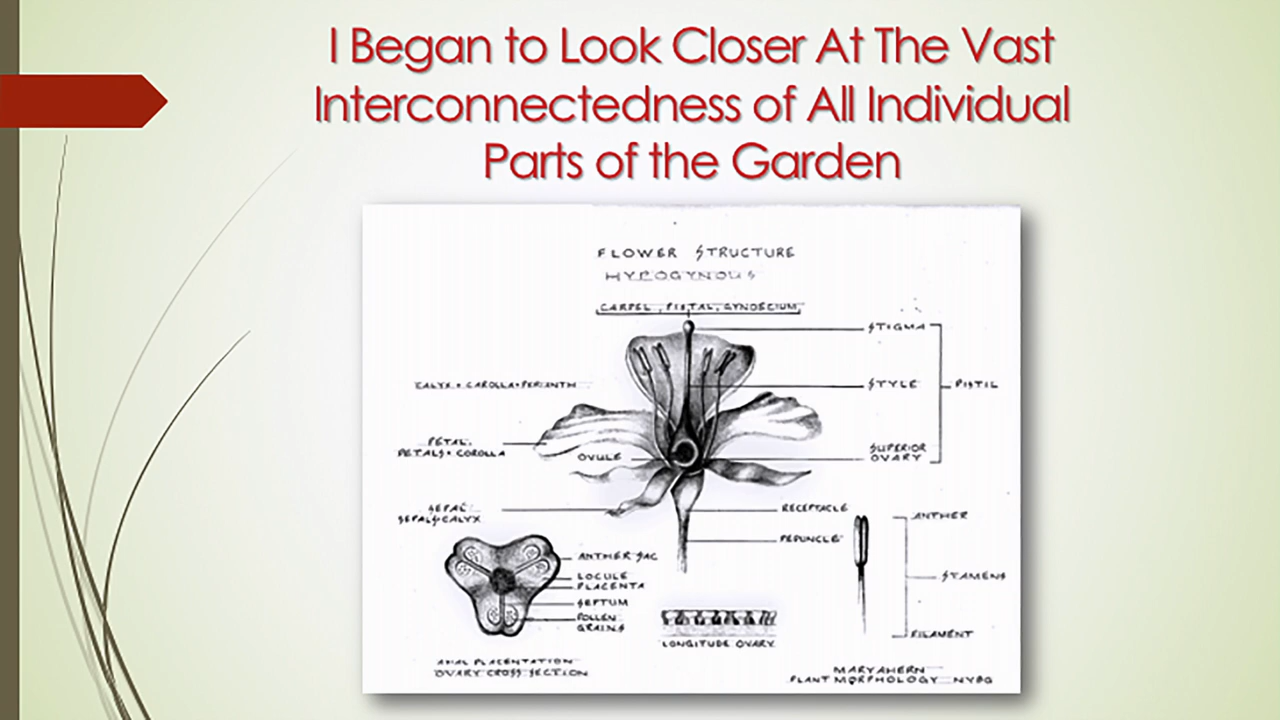 I Began to Look Closer At The Vast
Interconnectedness of All Individual
Parts of the Garden
FLOWER STRUCTURE
HYPOGYNOUS
CARPEL, PISTAL, GYNOECIUM
STIGMA
CALYX + CAROLLA = PERIANTH
STYLE
PISTIL
PETAL
PETALS = COROLLA
OVULE
SUPERIOR
OVARY
SEPAL
SEPALS = CALYX
RECEPTACLE
ANTHER
PEDUNCLE
ANTHER SAC
LOCULE
PLACENTA
STAMENS
SEPTUM
POLLEN
GRAINS
FILAMENT
LONGITUDE OVARY
AXIAL PLACENTATION
OVARY CROSS SECTION
MARY AHERN
PLANT MORPHOLOGY NYBG